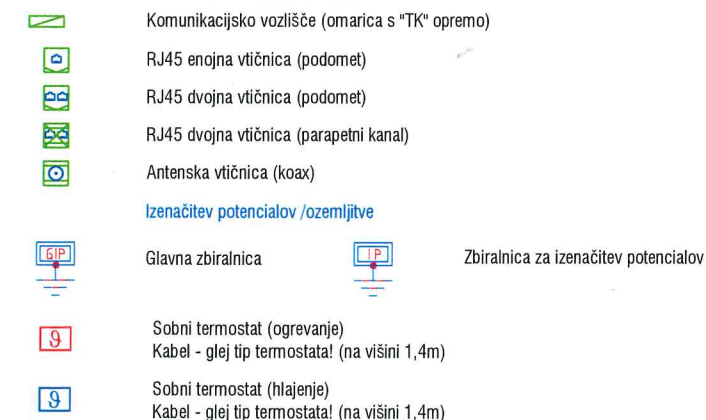 Komunikacijsko vozlišče (omarica s "TK" opremo)
RJ45 enojna vtičnica (podomet)
RJ45 dvojna vtičnica (podomet)
RJ45 dvojna vtičnica (parapetni kanal)
Antenska vtičnica (koax)
Izenačitev potencialov /ozemljitve
GIP Glavna zbiralnica IP Zbiralnica za izenačitev potencialov
ϑ Sobni termostat (ogrevanje)
Kabel - glej tip termostata! (na višini 1,4m)
ϑ Sobni termostat (hlajenje)
Kabel - glej tip termostata! (na višini 1,4m)